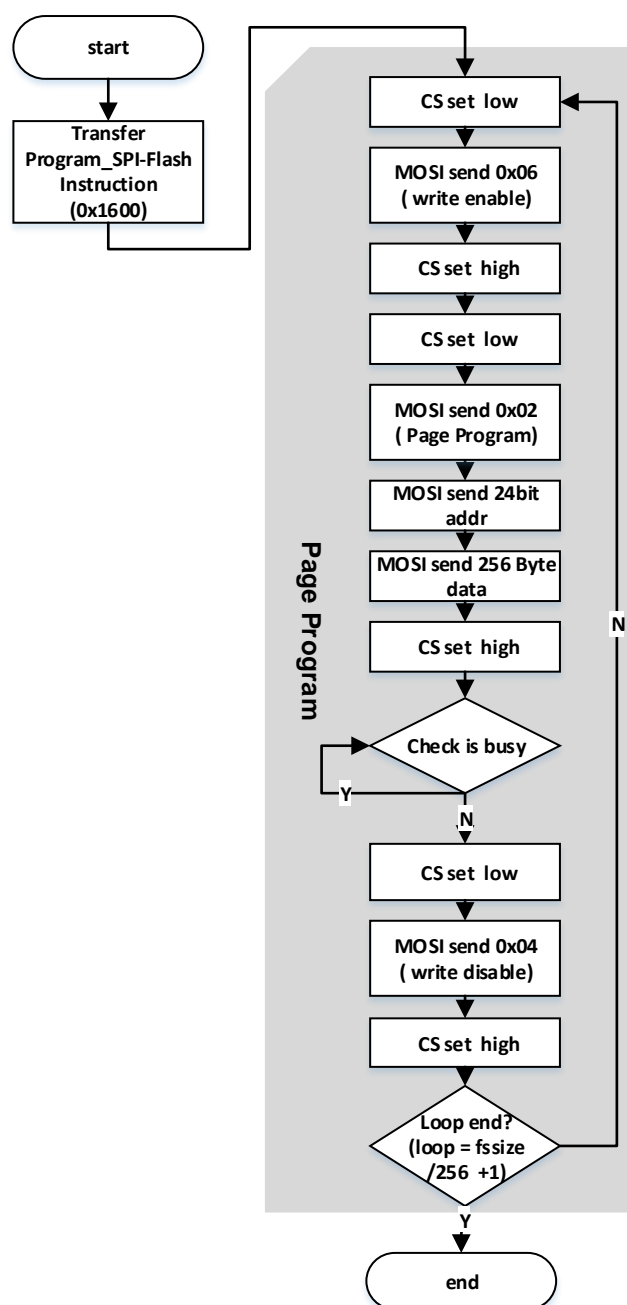 start
Transfer
Program_SPI-Flash
Instruction
(0x1600)
CS set low
MOSI send 0x06
( write enable)
CS set high
CS set low
MOSI send 0x02
( Page Program)
MOSI send 24bit
addr
MOSI send 256 Byte
data
CS set high
Page Program
N
Check is busy
Y
N
CS set low
MOSI send 0x04
( write disable)
CS set high
Loop end?
(loop = fssize
/256 +1)
Y
end